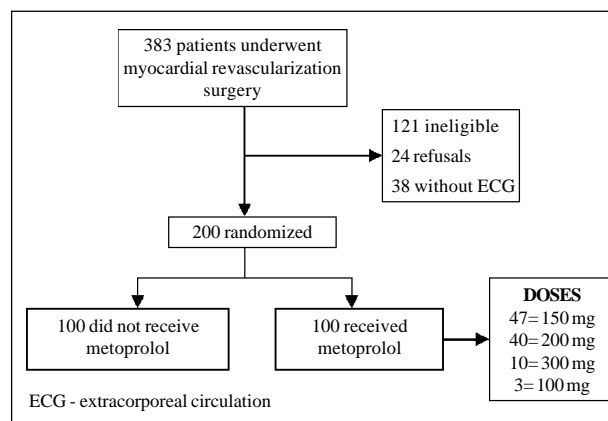 383 patients underwent
myocardial revascularization
surgery
121 ineligible
24 refusals
38 without ECG
200 randomized
100 did not receive
metoprolol
100 received
metoprolol
DOSES
47= 150 mg
40= 200 mg
10= 300 mg
3= 100 mg
ECG - extracorporeal circulation